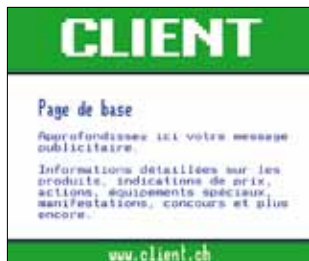 CLIENT
Page de base
Approfondissez ici votre message
publicitaire.
Informations détaillées sur les
produits, indications de prix,
actions, équipements spéciaux,
manifestations, concours et plus
encore.
www.client.ch